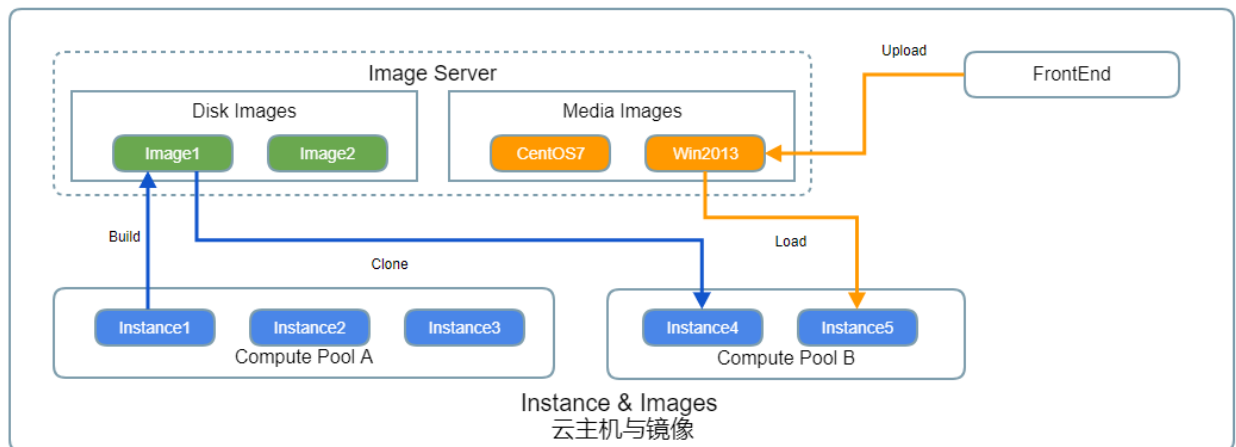 Upload
FrontEnd
Image Server
Disk Images
Media Images
Image1
Image2
CentOS7
Win2013
Build
Clone
Load
Instance1
Instance2
Instance3
Compute Pool A
Instance4
Instance5
Compute Pool B
Instance & Images
云主机与镜像